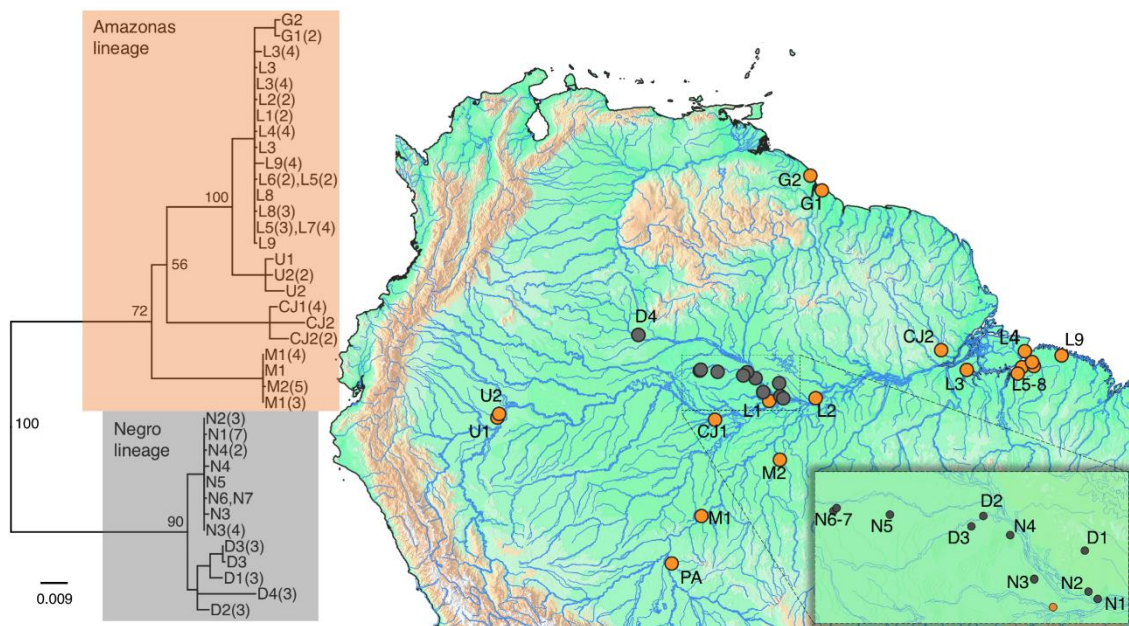 Amazonas
lineage
G2
G1(2)
L3(4)
L3
L3(4)
L2(2)
L1(2)
L4(4)
L3
L9(4)
L6(2),L5(2)
L8
L8(3)
L5(3),L7(4)
L9
U1
U2(2)
U2
CJ1(4)
CJ2
CJ2(2)
M1(4)
M1
M2(5)
M1(3)
100
56
72
100
Negro
lineage
N2(3)
N1(7)
N4(2)
N4
N5
N6,N7
N3
N3(4)
D3(3)
D3
D1(3)
D4(3)
D2(3)
90
0.009
G2
G1
D4
CJ2
L4
L9
L3
L5-8
U2
U1
L1
L2
CJ1
M2
M1
PA
N6-7
N5
D2
D3
N4
D1
N3
N2
N1